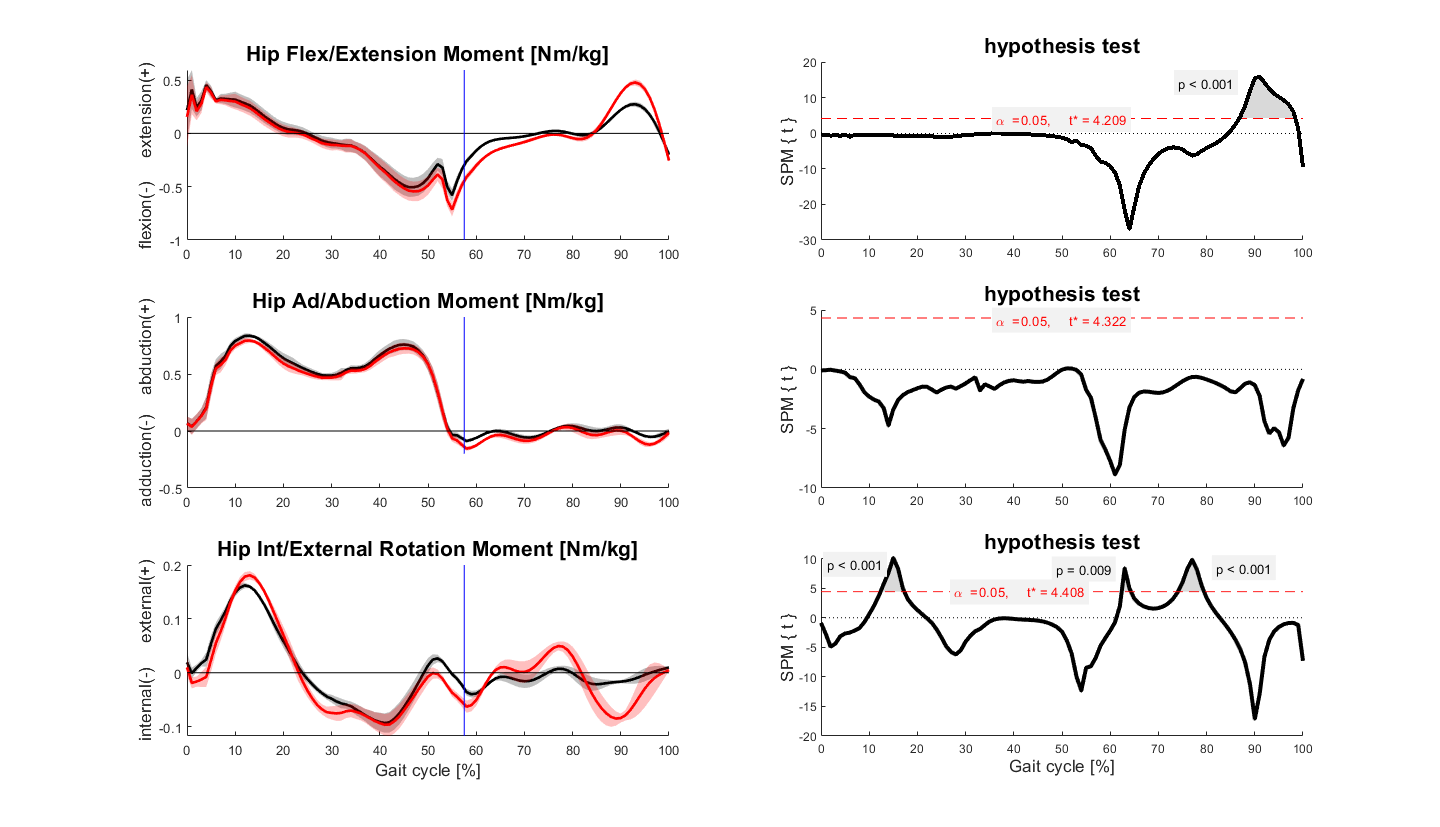 Hip Flex/Extension Moment [Nm/kg]
flexion(-) extension(+)
0.5
0
-0.5
-1
0 10 20 30 40 50 60 70 80 90 100
hypothesis test
SPM { t }
20
10
0
-10
-20
-30
p < 0.001
α =0.05, t* = 4.209
0 10 20 30 40 50 60 70 80 90 100
Hip Ad/Abduction Moment [Nm/kg]
adduction(-) abduction(+)
1
0.5
0
-0.5
0 10 20 30 40 50 60 70 80 90 100
hypothesis test
SPM { t }
5
0
-5
-10
α =0.05, t* = 4.322
0 10 20 30 40 50 60 70 80 90 100
Hip Int/External Rotation Moment [Nm/kg]
internal(-) external(+)
0.2
0.1
0
-0.1
0 10 20 30 40 50 60 70 80 90 100
Gait cycle [%]
hypothesis test
SPM { t }
10
5
0
-5
-10
-15
-20
p < 0.001
p = 0.009
p < 0.001
α =0.05, t* = 4.408
0 10 20 30 40 50 60 70 80 90 100
Gait cycle [%]